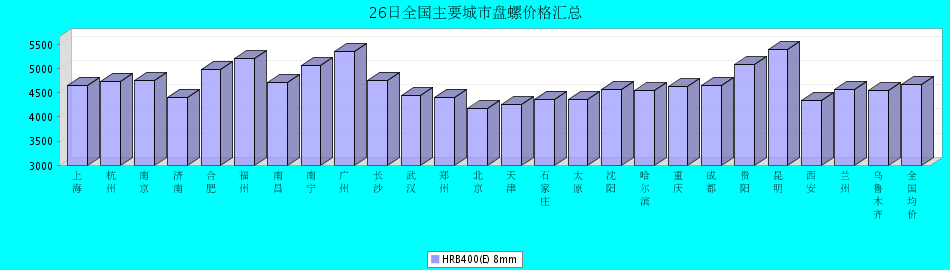 26日全国主要城市盘螺价格汇总
5500
5000
4500
4000
3500
3000
上海
杭州
南京
济南
合肥
福州
南昌
南宁
广州
长沙
武汉
郑州
北京
天津
石家庄
太原
沈阳
哈尔滨
重庆
成都
贵阳
昆明
西安
兰州
乌鲁木齐
全国均价
HRB400(E) 8mm